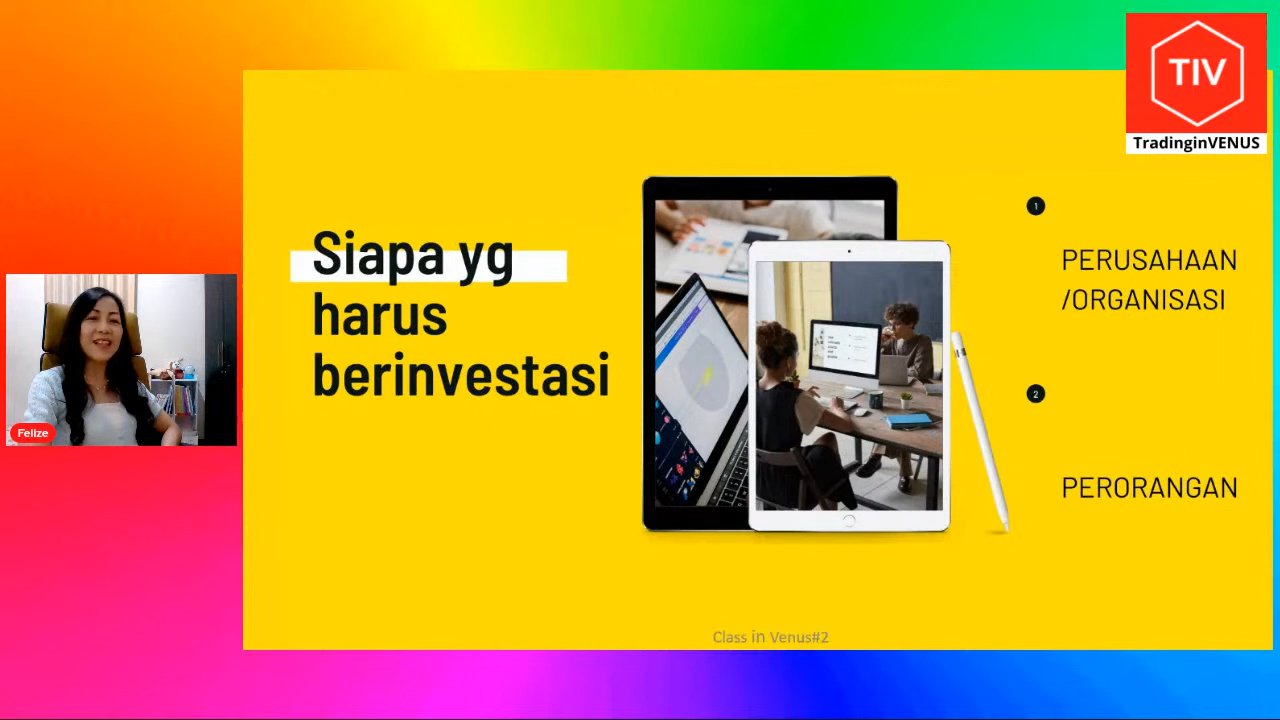 TIV
TradinginVENUS
Siapa yg
harus
berinvestasi
1
PERUSAHAAN
/ORGANISASI
2
PERORANGAN
Felize
Class in Venus#2